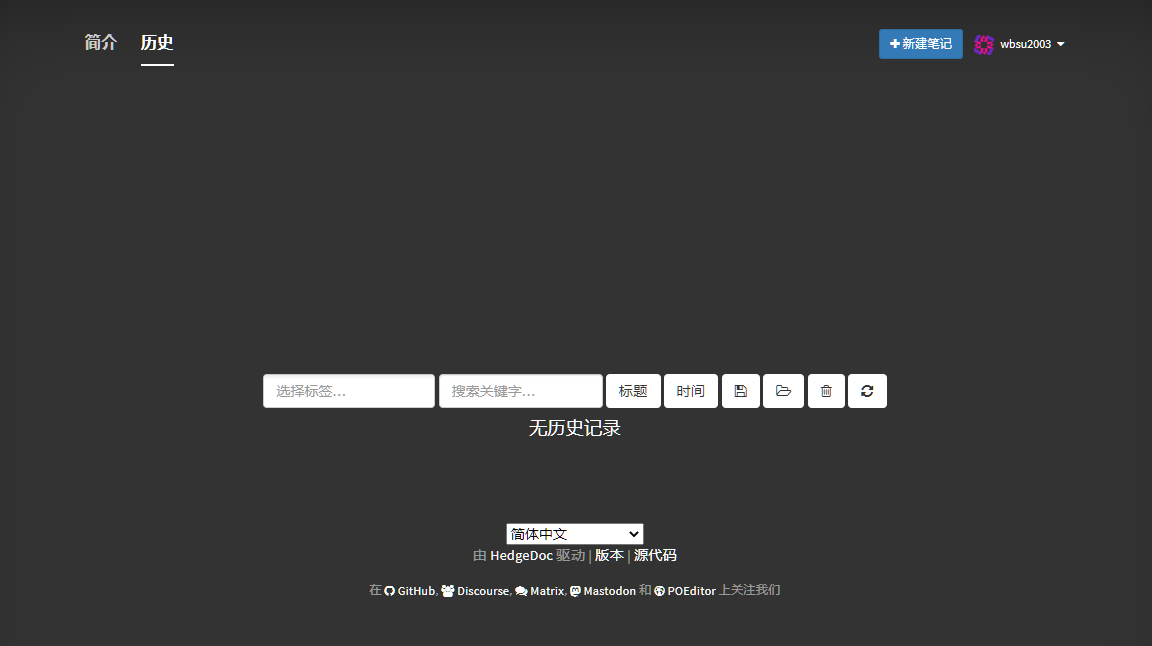 简介 历史 新建笔记 wbsu2003
选择标签... 搜索关键字... 标题 时间
无历史记录
简体中文
由 HedgeDoc 驱动 | 版本 | 源代码
在 GitHub, Discourse, Matrix, Mastodon 和 POEditor 上关注我们